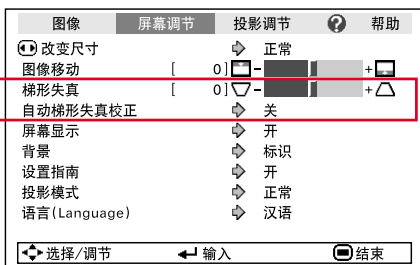 图像 屏幕调节 投影调节 ? 帮助
改变尺寸 正常
图像移动 [ 0] - +
梯形失真 [ 0] - +
自动梯形失真校正 关
屏幕显示 开
背景 标识
设置指南 开
投影模式 正常
语言(Language) 汉语
选择/调节 输入 结束